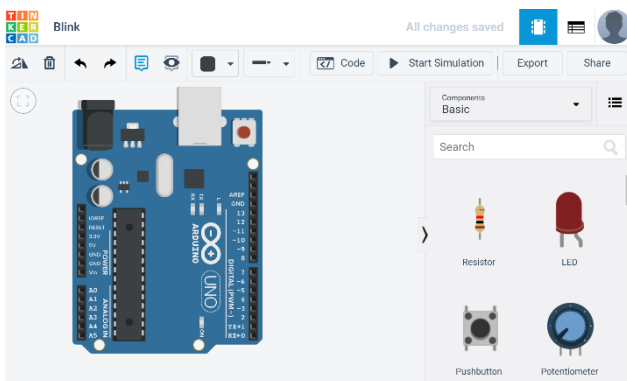 TIN
KER
CAD
Blink
All changes saved
Code
Start Simulation
Export
Share
Components
Basic
Search
Resistor
LED
Pushbutton
Potentiometer
IOREF
RESET
3.3V
5V
GND
GND
Vin
POWER
A0
A1
A2
A3
A4
A5
ANALOG IN
AREF
GND
13
12
~11
~10
~9
8
7
~6
~5
4
~3
2
TX→1
RX←0
DIGITAL (PWM~)
L
TX
RX
ARDUINO
UNO
ON